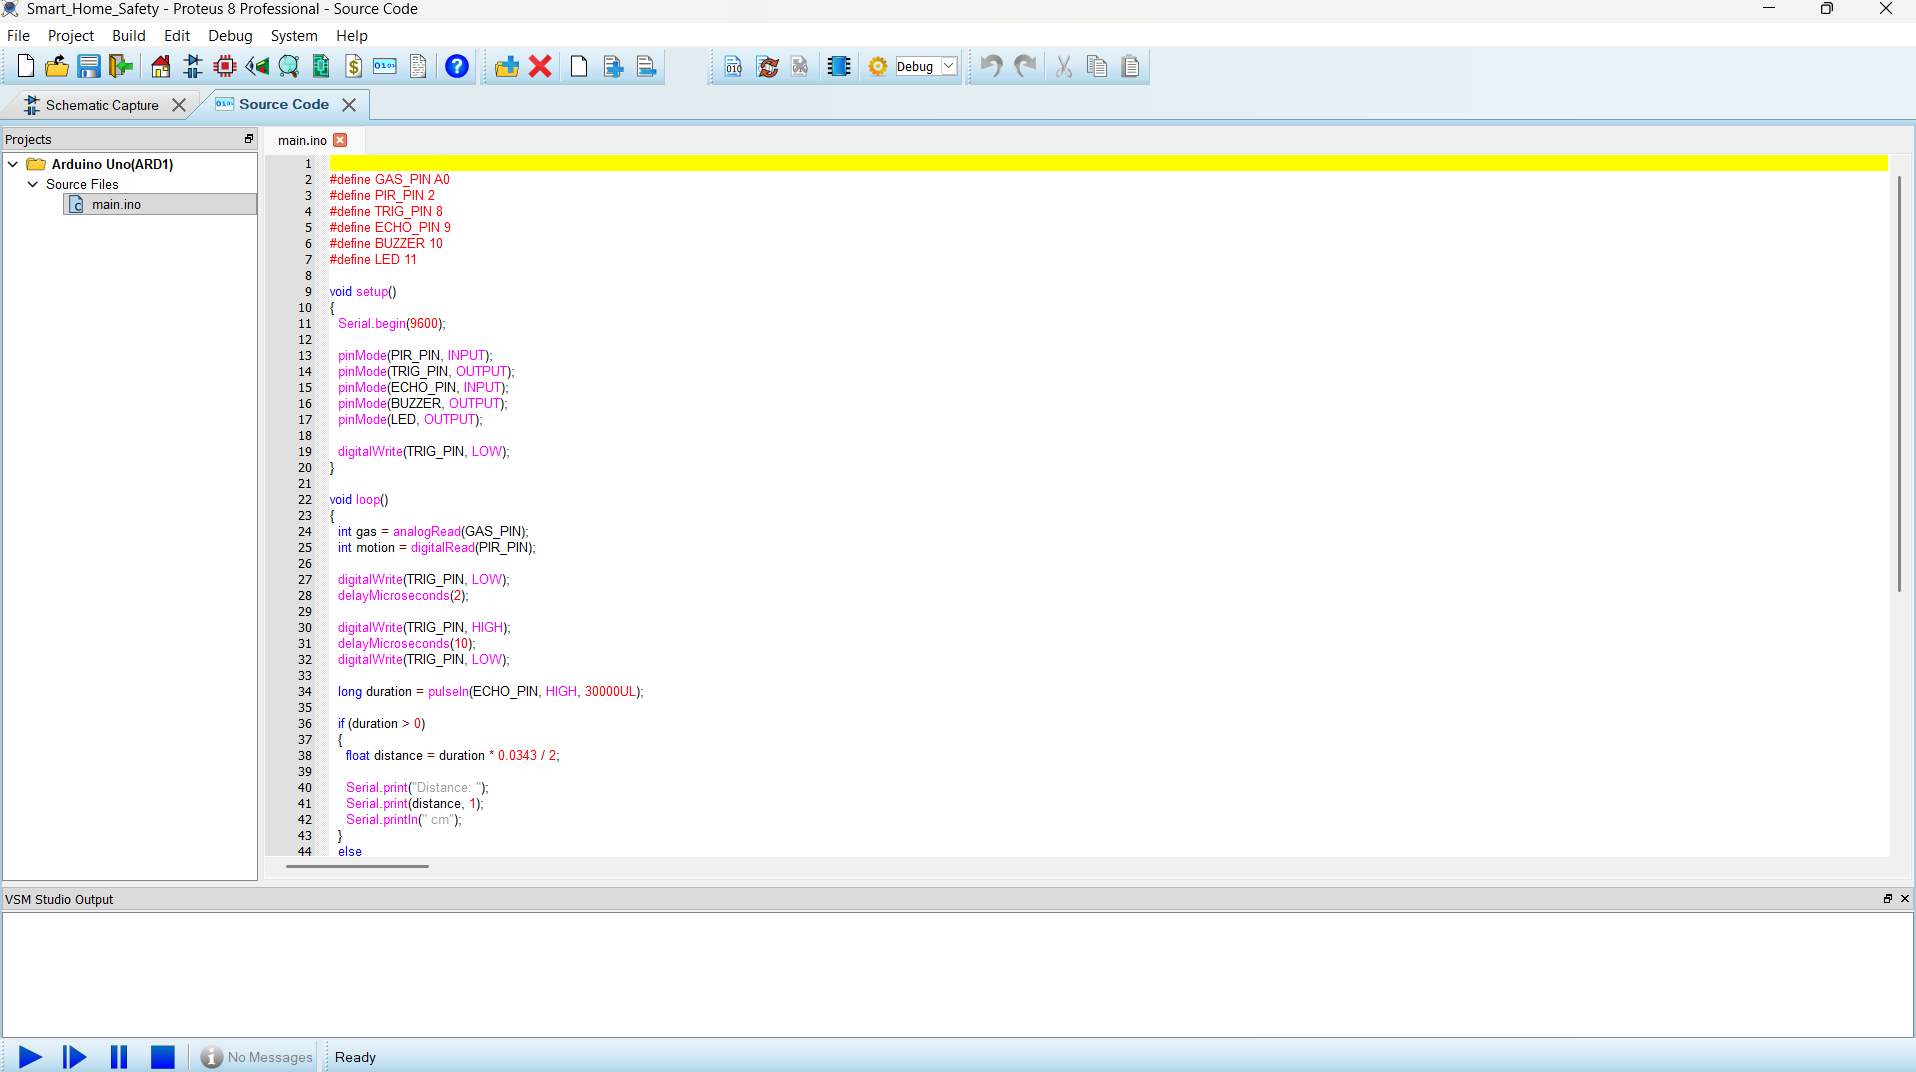 Smart_Home_Safety - Proteus 8 Professional - Source Code
File Project Build Edit Debug System Help
Debug
Schematic Capture Source Code
Projects
Arduino Uno(ARD1)
Source Files
main.ino
main.ino
1
2 #define GAS_PIN A0
3 #define PIR_PIN 2
4 #define TRIG_PIN 8
5 #define ECHO_PIN 9
6 #define BUZZER 10
7 #define LED 11
8
9 void setup()
10 {
11 Serial.begin(9600);
12
13 pinMode(PIR_PIN, INPUT);
14 pinMode(TRIG_PIN, OUTPUT);
15 pinMode(ECHO_PIN, INPUT);
16 pinMode(BUZZER, OUTPUT);
17 pinMode(LED, OUTPUT);
18
19 digitalWrite(TRIG_PIN, LOW);
20 }
21
22 void loop()
23 {
24 int gas = analogRead(GAS_PIN);
25 int motion = digitalRead(PIR_PIN);
26
27 digitalWrite(TRIG_PIN, LOW);
28 delayMicroseconds(2);
29
30 digitalWrite(TRIG_PIN, HIGH);
31 delayMicroseconds(10);
32 digitalWrite(TRIG_PIN, LOW);
33
34 long duration = pulseIn(ECHO_PIN, HIGH, 30000UL);
35
36 if (duration > 0)
37 {
38 float distance = duration * 0.0343 / 2;
39
40 Serial.print("Distance: ");
41 Serial.print(distance, 1);
42 Serial.println(" cm");
43 }
44 else
VSM Studio Output
No Messages Ready